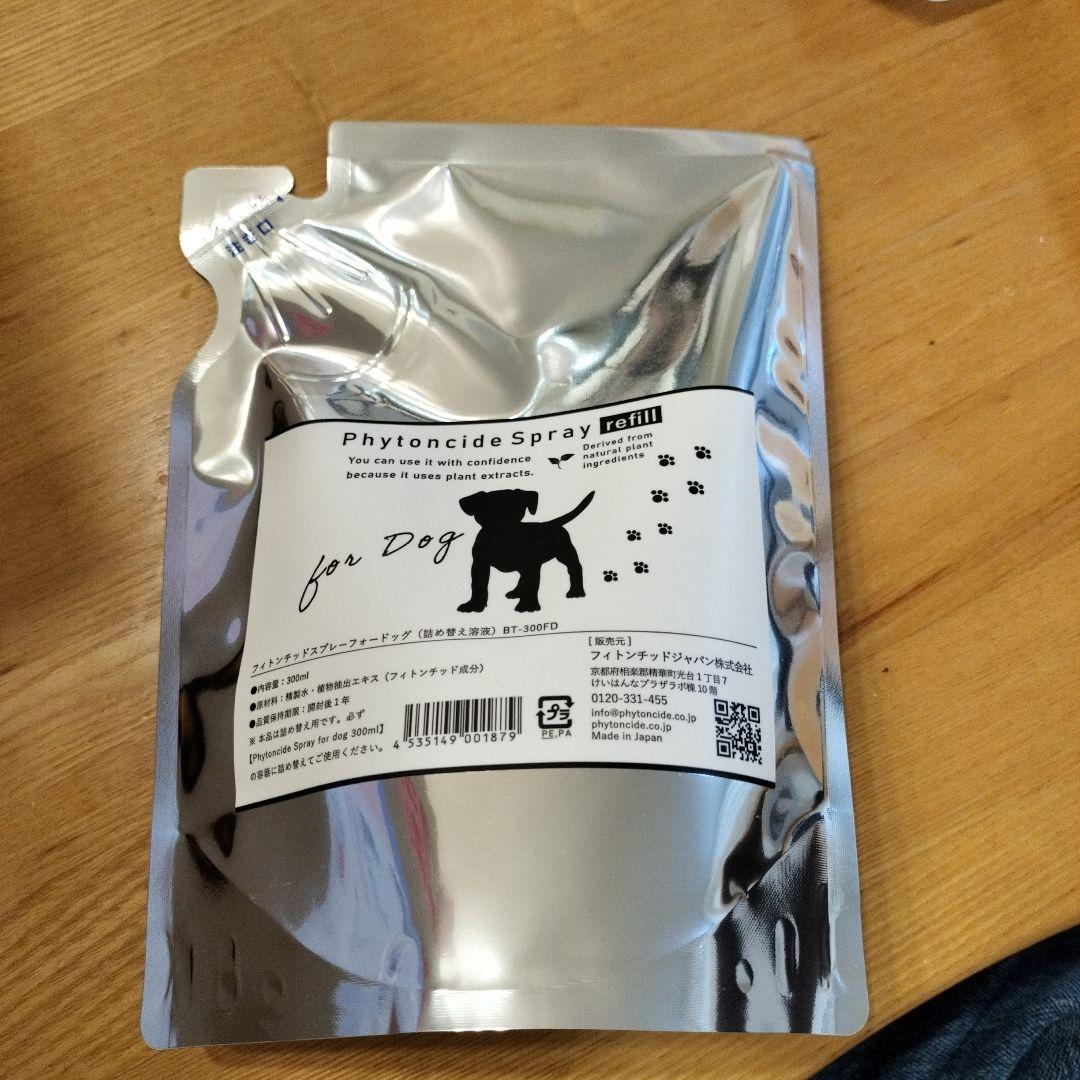 注ぎ口
Phytoncide Spray refill
You can use it with confidence
because it uses plant extracts.
Derived from
natural plant
ingredients
for Dog
フィトンチッドスプレーフォードッグ（詰め替え溶液）BT-300FD
●内容量：300ml
●原材料：精製水・植物抽出エキス（フィトンチッド成分）
●品質保持期限：開封後1年
※ 本品は詰め替え用です。必ず
【Phytoncide Spray for dog 300ml】
の容器に詰め替えてご使用ください。
4 535149 001879
プラ
PE,PA
［販売元］
フィトンチッドジャパン株式会社
京都府相楽郡精華町光台1丁目7
けいはんなプラザラボ棟10階
0120-331-455
info@phytoncide.co.jp
phytoncide.co.jp
Made in Japan